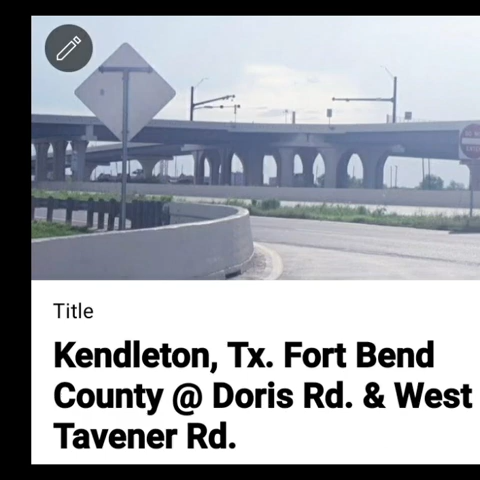 Title
Kendleton, Tx. Fort Bend
County @ Doris Rd. & West
Tavener Rd.